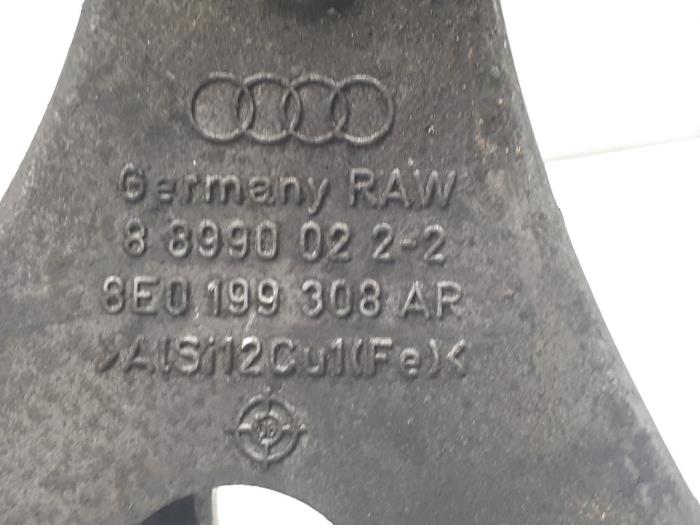 Germany RAW
8 8990 02 2-2
8E0 199 308 AR
>AlSi12Cu1(Fe)<